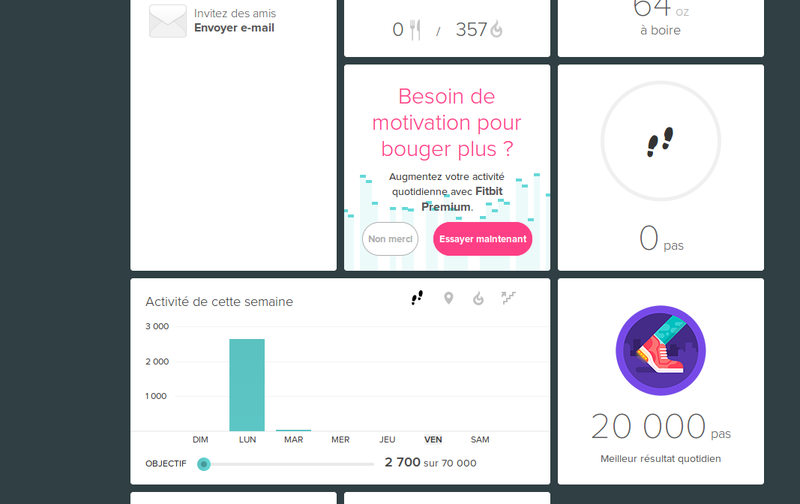 Invitez des amis
Envoyer e-mail
0 / 357
64 oz
à boire
Besoin de
motivation pour
bouger plus ?
Augmentez votre activité
quotidienne avec Fitbit
Premium.
Non merci
Essayer maintenant
0 pas
Activité de cette semaine
3 000
2 000
1 000
DIM LUN MAR MER JEU VEN SAM
OBJECTIF 2 700 sur 70 000
20 000 pas
Meilleur résultat quotidien